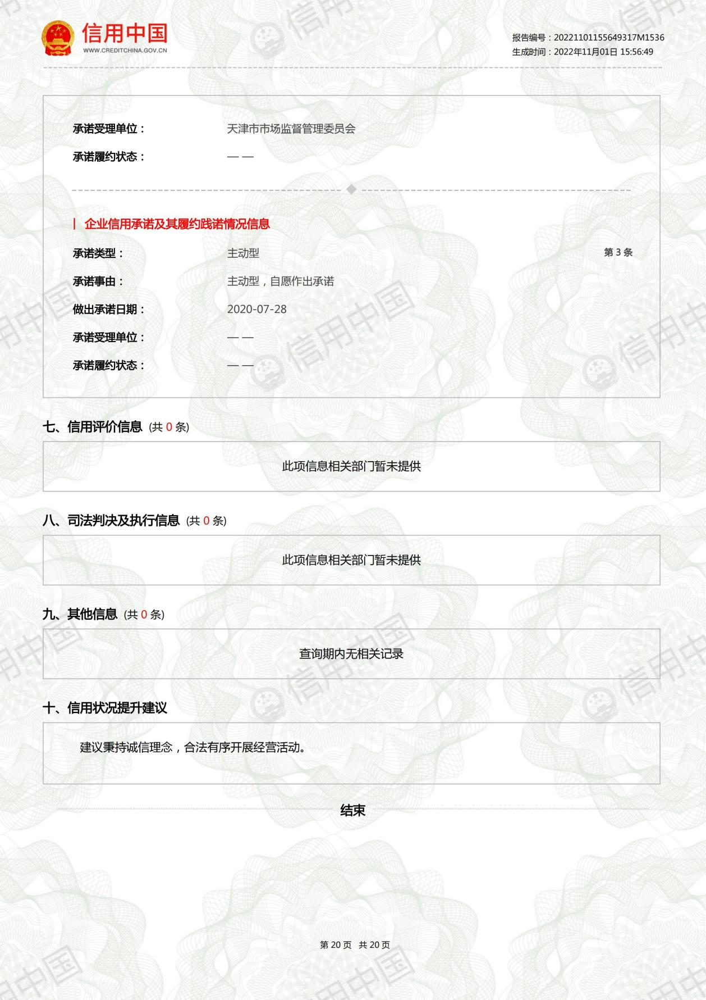 信用中国
WWW.CREDITCHINA.GOV.CN
报告编号：20221101155649317M1536
生成时间：2022年11月01日 15:56:49
承诺受理单位： 天津市市场监督管理委员会
承诺履约状态： — —
| 企业信用承诺及其履约践诺情况信息
承诺类型： 主动型 第 3 条
承诺事由： 主动型，自愿作出承诺
做出承诺日期： 2020-07-28
承诺受理单位： — —
承诺履约状态： — —
七、信用评价信息 (共 0 条)
此项信息相关部门暂未提供
八、司法判决及执行信息 (共 0 条)
此项信息相关部门暂未提供
九、其他信息 (共 0 条)
查询期内无相关记录
十、信用状况提升建议
建议秉持诚信理念，合法有序开展经营活动。
结束
第 20 页 共 20 页